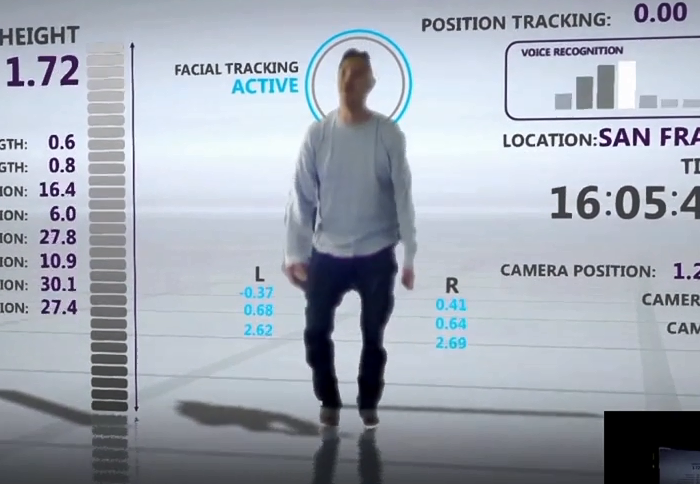 HEIGHT
1.72
GTH: 0.6
GTH: 0.8
ION: 16.4
ION: 6.0
ION: 27.8
ION: 10.9
ION: 30.1
ION: 27.4
FACIAL TRACKING
ACTIVE
L
-0.37
0.68
2.62
R
0.41
0.64
2.69
POSITION TRACKING: 0.00
VOICE RECOGNITION
LOCATION:SAN FRA
TI
16:05:4
CAMERA POSITION: 1.2
CAMER
CAM